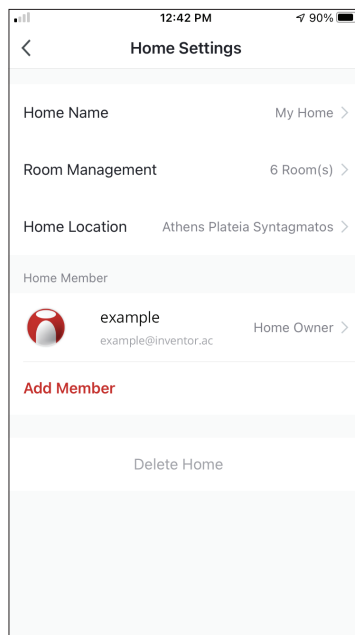 12:42 PM 90%
Home Settings
Home Name My Home
Room Management 6 Room(s)
Home Location Athens Plateia Syntagmatos
Home Member
example
example@inventor.ac
Home Owner
Add Member
Delete Home